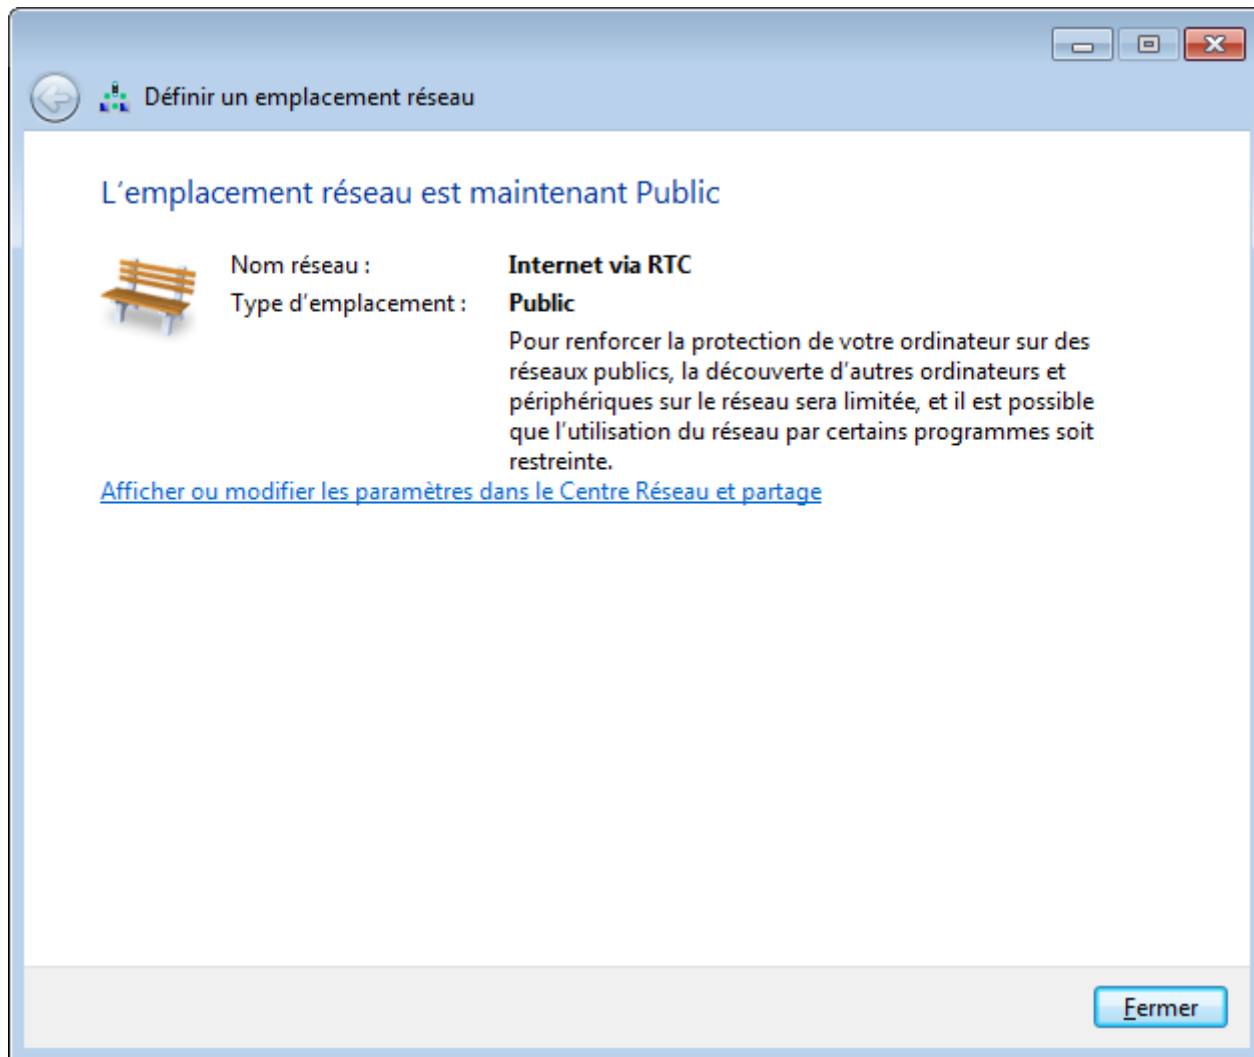 Définir un emplacement réseau
L’emplacement réseau est maintenant Public
Nom réseau : Internet via RTC
Type d’emplacement : Public
Pour renforcer la protection de votre ordinateur sur des
réseaux publics, la découverte d’autres ordinateurs et
périphériques sur le réseau sera limitée, et il est possible
que l’utilisation du réseau par certains programmes soit
restreinte.
Afficher ou modifier les paramètres dans le Centre Réseau et partage
Fermer